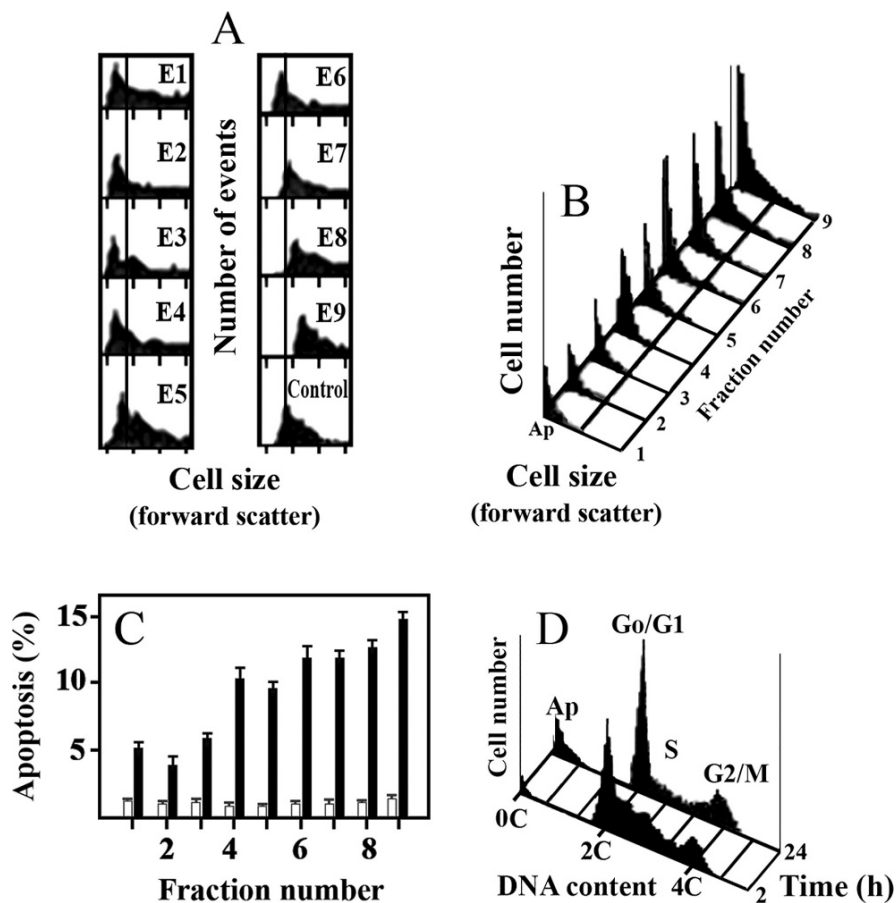 A
E1
E2
E3
E4
E5
Number of events
E6
E7
E8
E9
Control
Cell size
(forward scatter)
B
Cell number
Ap
1
2
3
4
5
6
7
8
9
Fraction number
Cell size
(forward scatter)
C
Apoptosis (%)
15
10
5
2
4
6
8
Fraction number
D
Cell number
Go/G1
Ap
S
G2/M
0C
2C
4C
DNA content
2
24
Time (h)